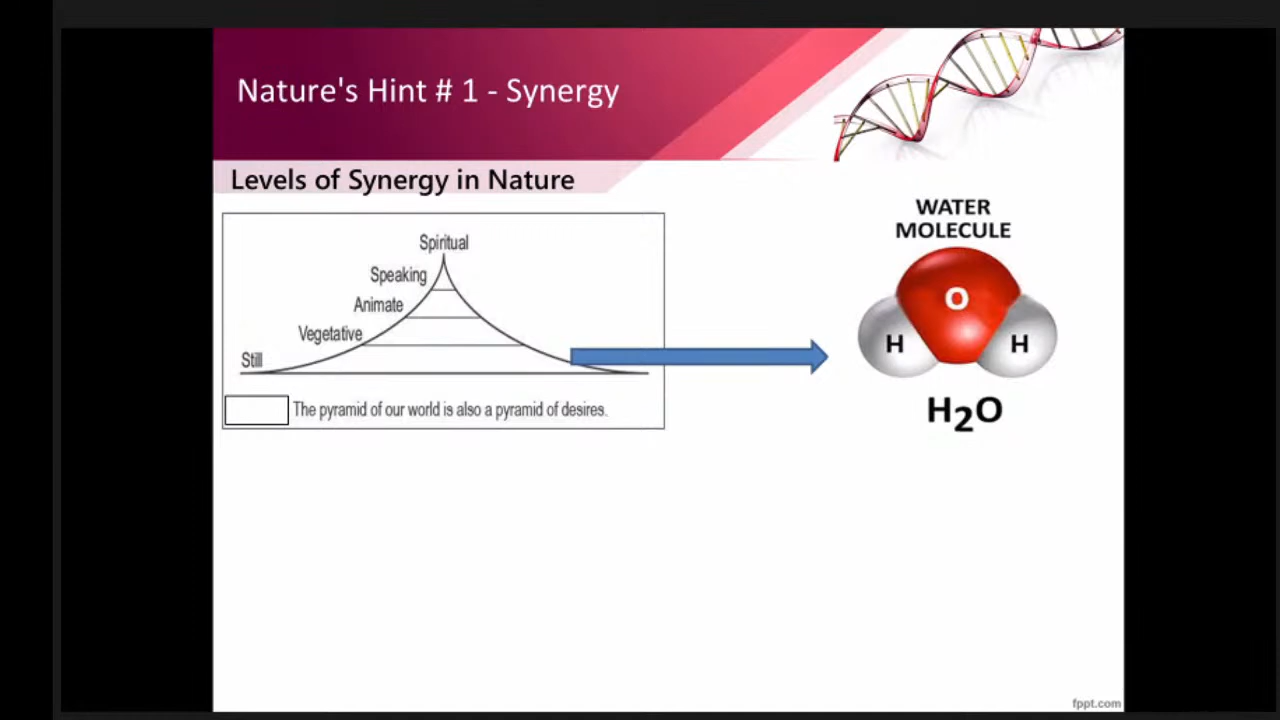 Nature's Hint # 1 - Synergy
Levels of Synergy in Nature
Spiritual
Speaking
Animate
Vegetative
Still
The pyramid of our world is also a pyramid of desires.
WATER
MOLECULE
O
H
H
H2O
fppt.com